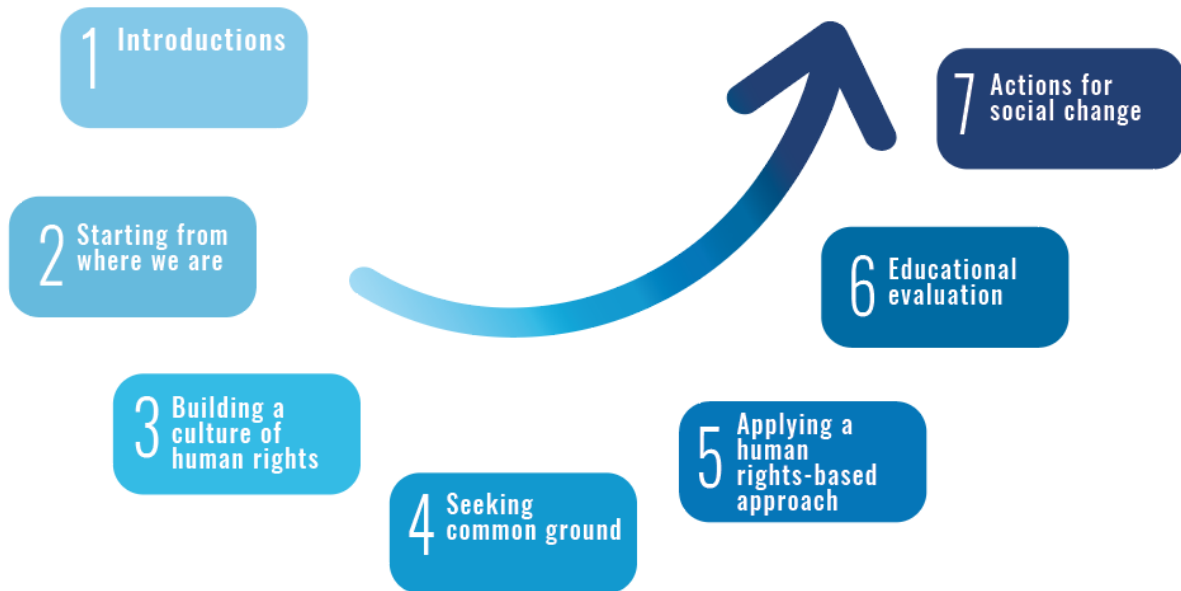 1 Introductions
2 Starting from
where we are
3 Building a
culture of
human rights
4 Seeking
common ground
5 Applying a
human
rights-based
approach
6 Educational
evaluation
7 Actions for
social change